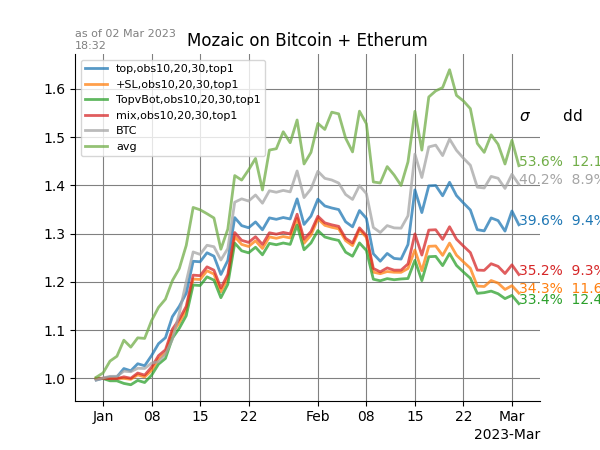 as of 02 Mar 2023
18:32
Mozaic on Bitcoin + Etherum
top,obs10,20,30,top1
+SL,obs10,20,30,top1
TopvBot,obs10,20,30,top1
mix,obs10,20,30,top1
BTC
avg
σ dd
1.6
1.5
1.4
1.3
1.2
1.1
1.0
53.6% 12.1
40.2% 8.9%
39.6% 9.4%
35.2% 9.3%
34.3% 11.6
33.4% 12.4
Jan 08 15 22 Feb 08 15 22 Mar
2023-Mar